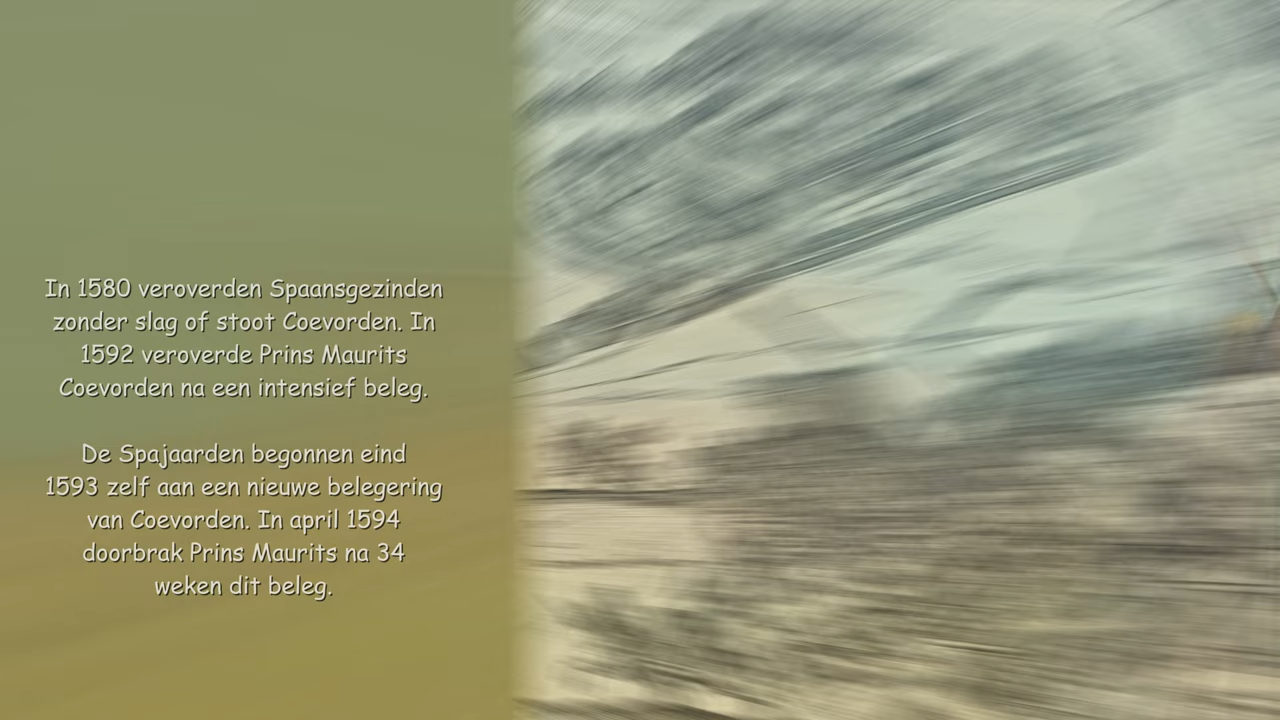 In 1580 veroverden Spaansgezinden
zonder slag of stoot Coevorden. In
1592 veroverde Prins Maurits
Coevorden na een intensief beleg.
De Spajaarden begonnen eind
1593 zelf aan een nieuwe belegering
van Coevorden. In april 1594
doorbrak Prins Maurits na 34
weken dit beleg.